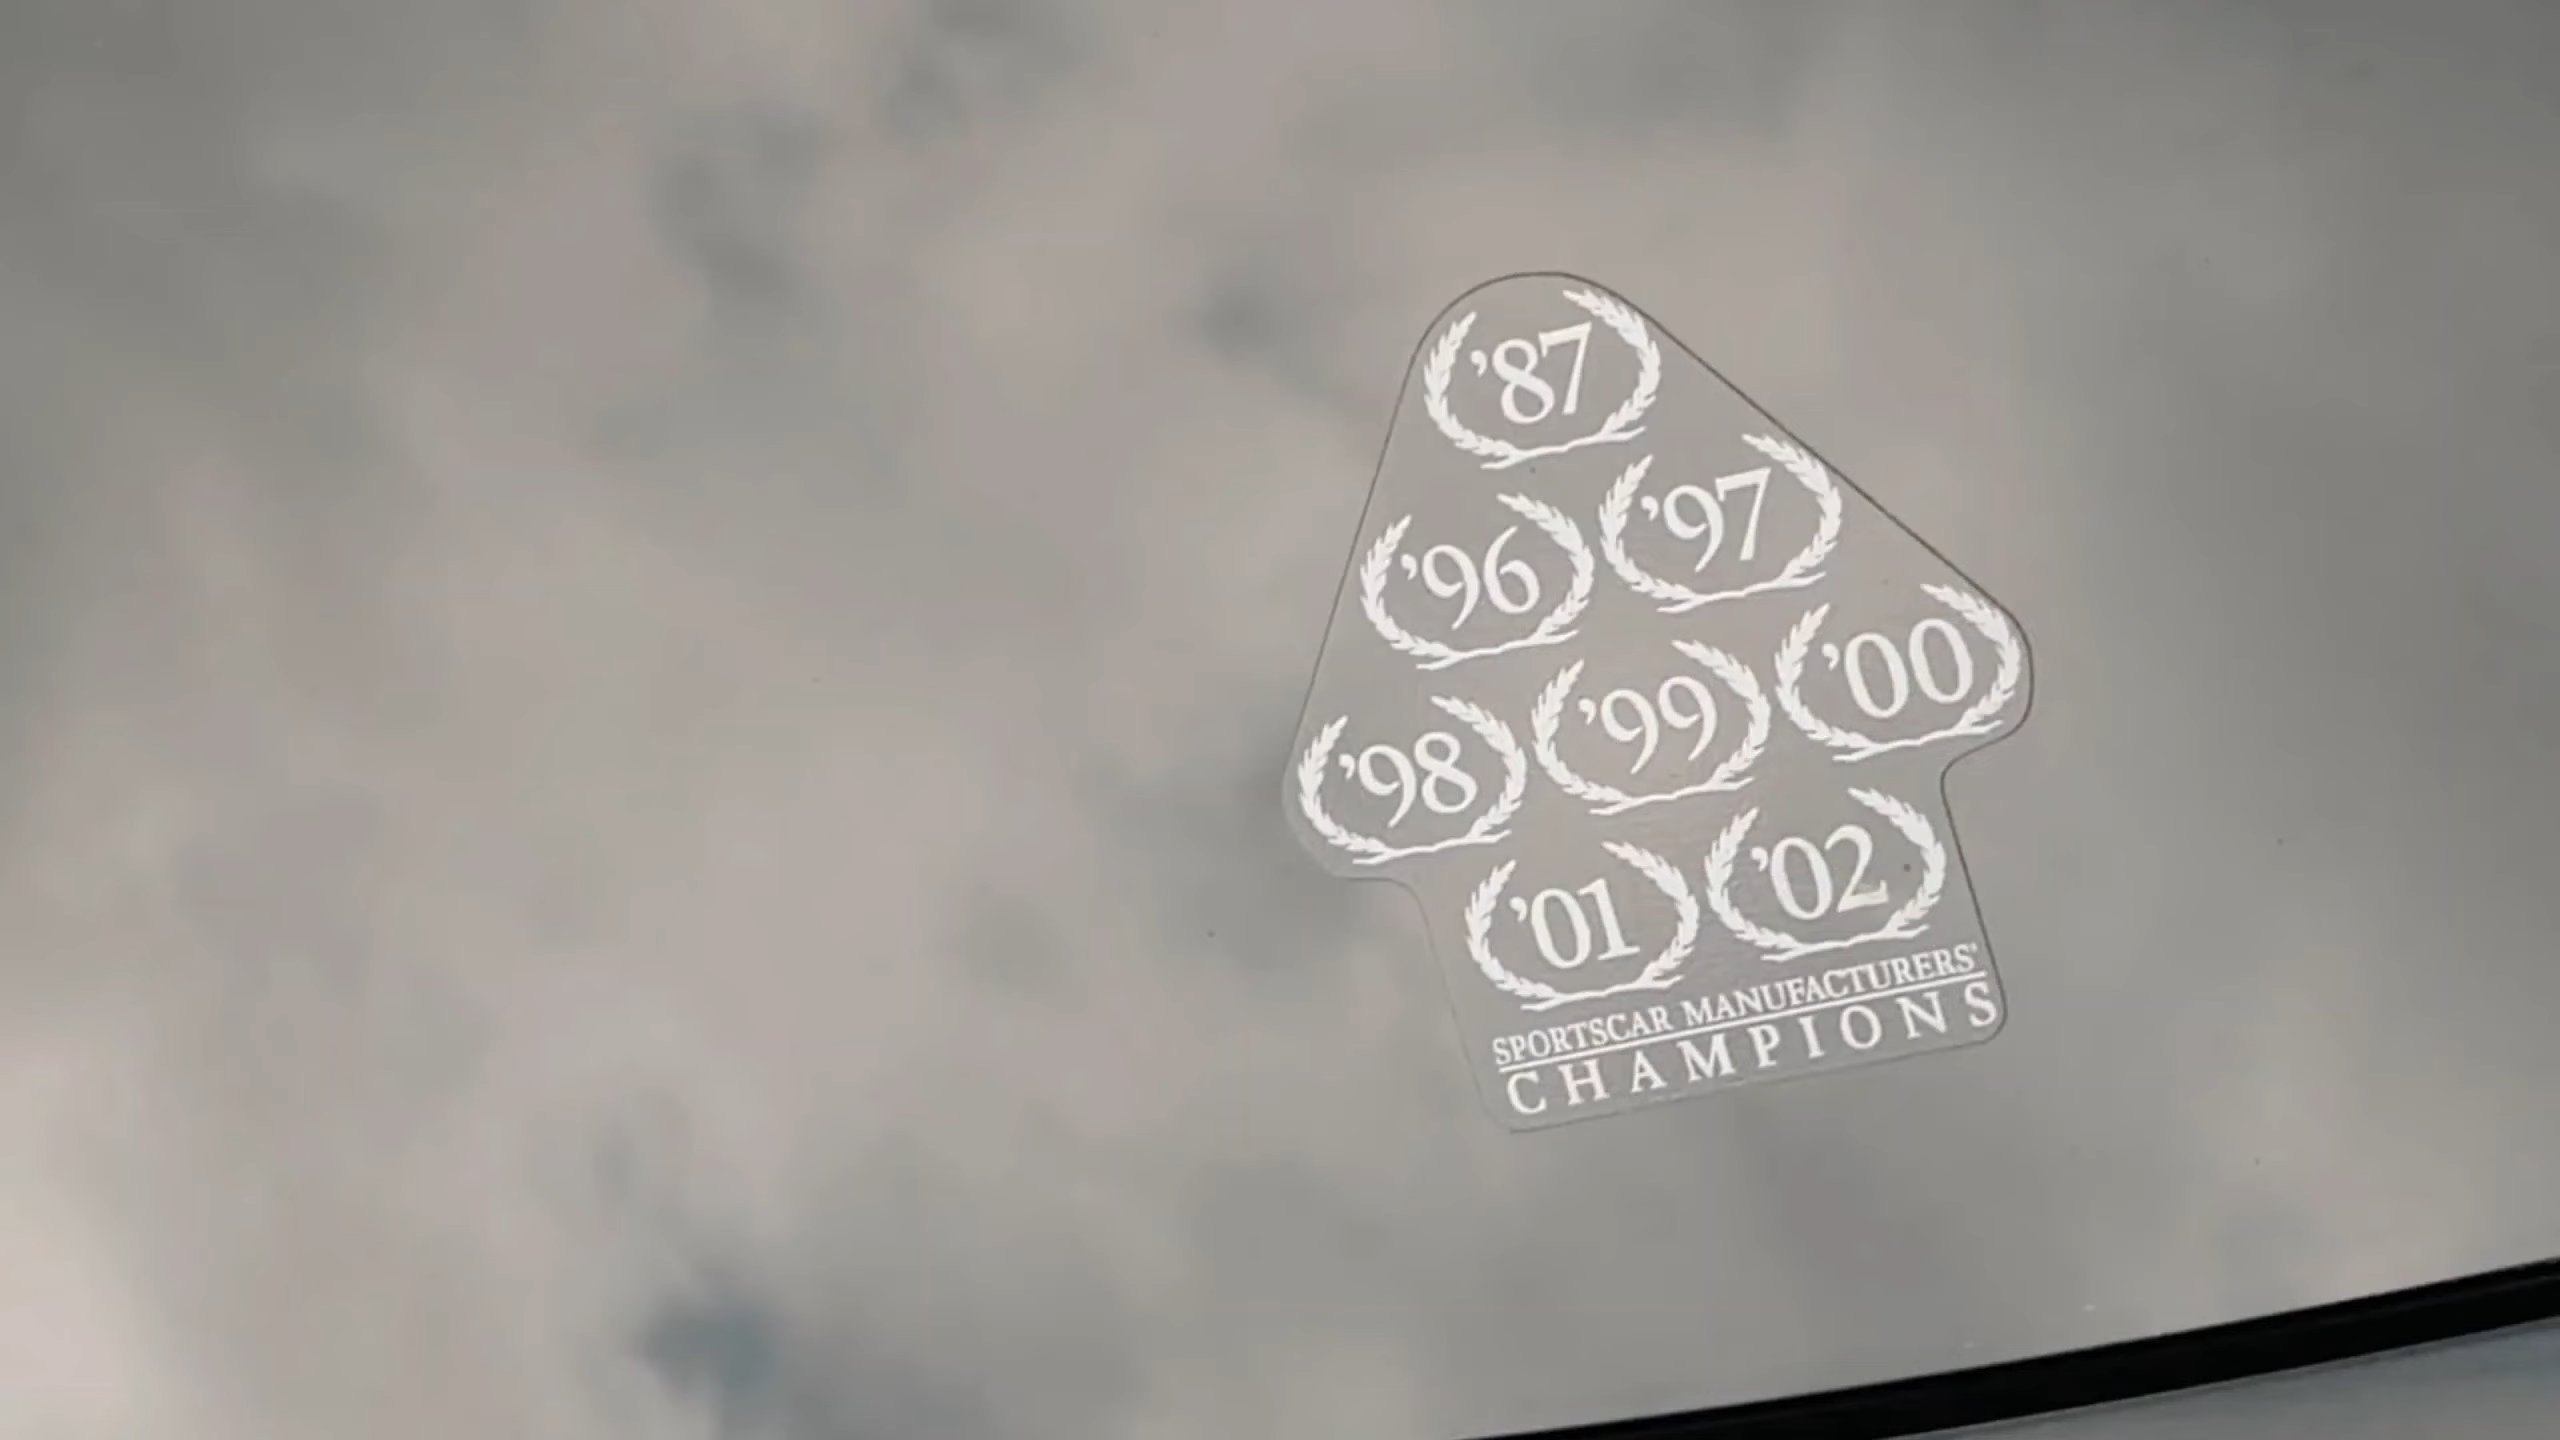 ’87
’96 ’97
’98 ’99 ’00
’01 ’02
SPORTSCAR MANUFACTURERS’
CHAMPIONS